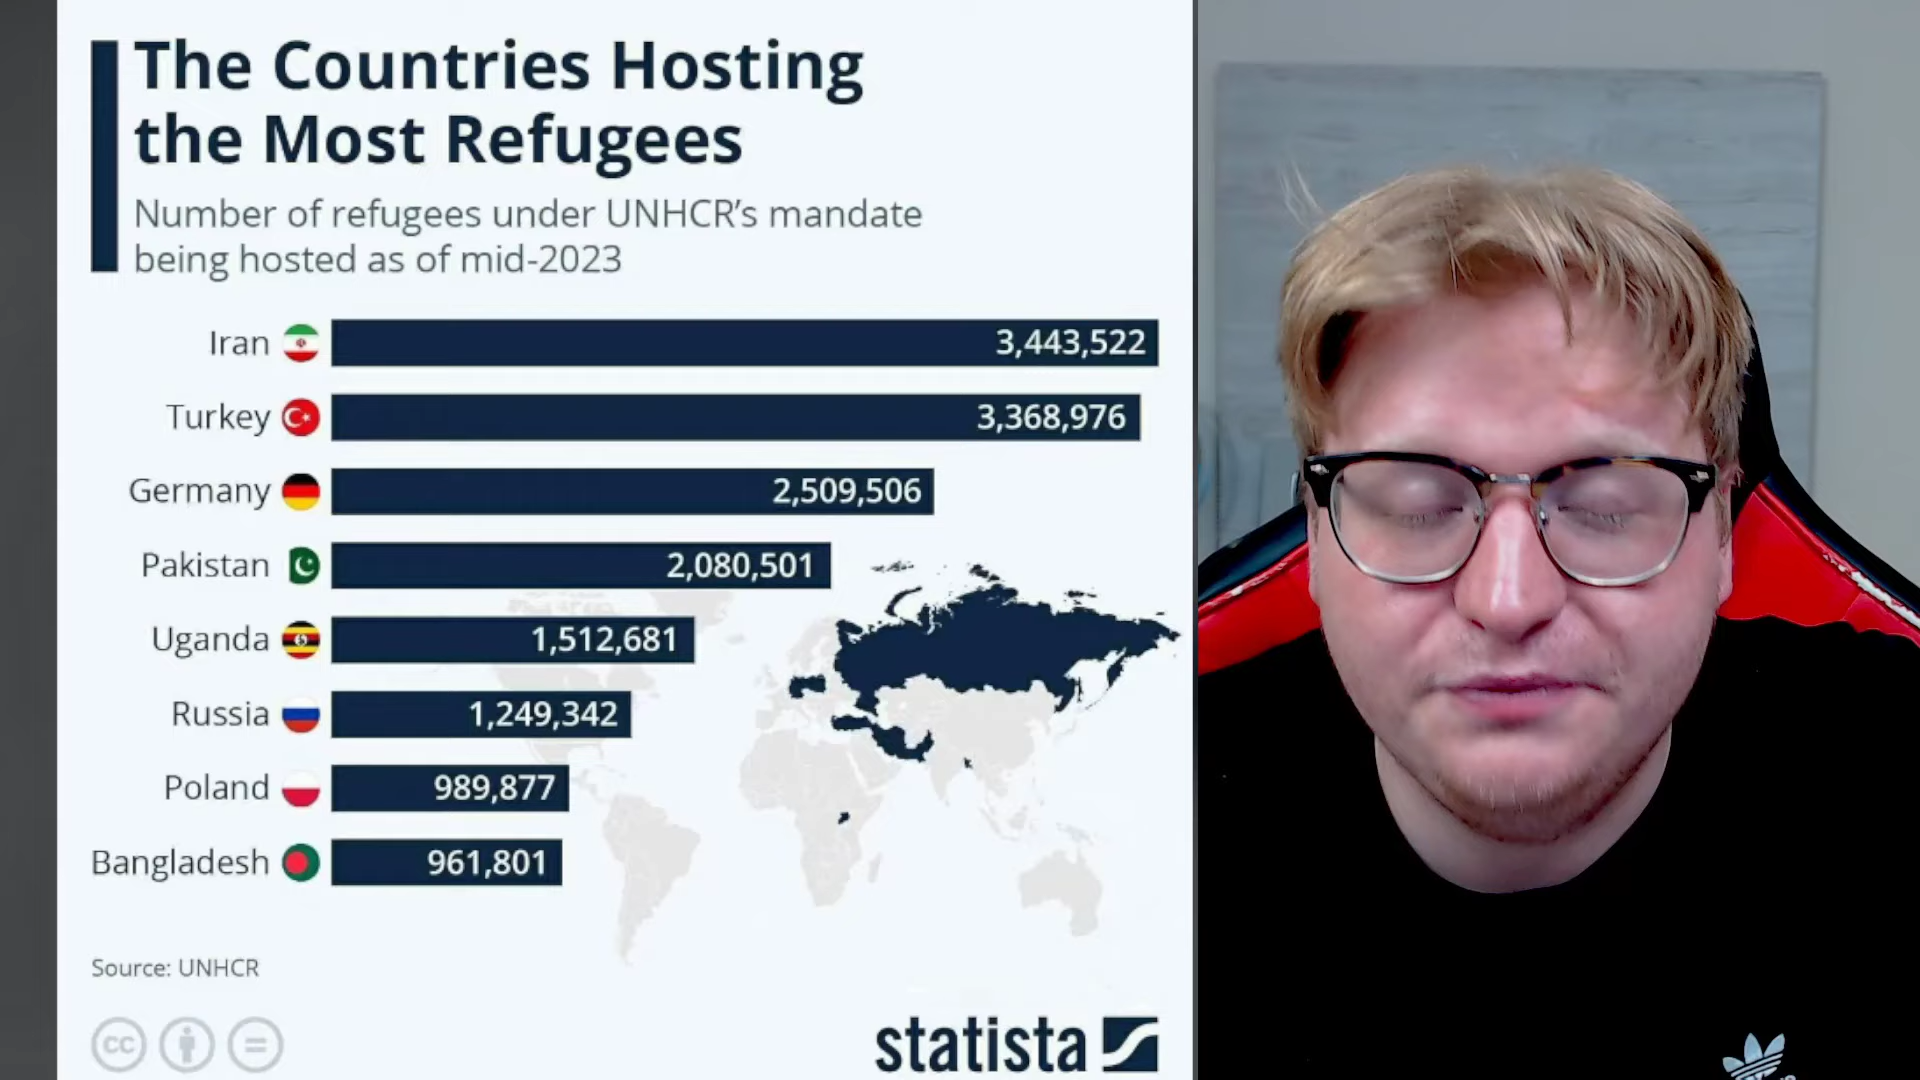 The Countries Hosting
the Most Refugees
Number of refugees under UNHCR’s mandate
being hosted as of mid-2023
Iran 3,443,522
Turkey 3,368,976
Germany 2,509,506
Pakistan 2,080,501
Uganda 1,512,681
Russia 1,249,342
Poland 989,877
Bangladesh 961,801
Source: UNHCR
cc
statista